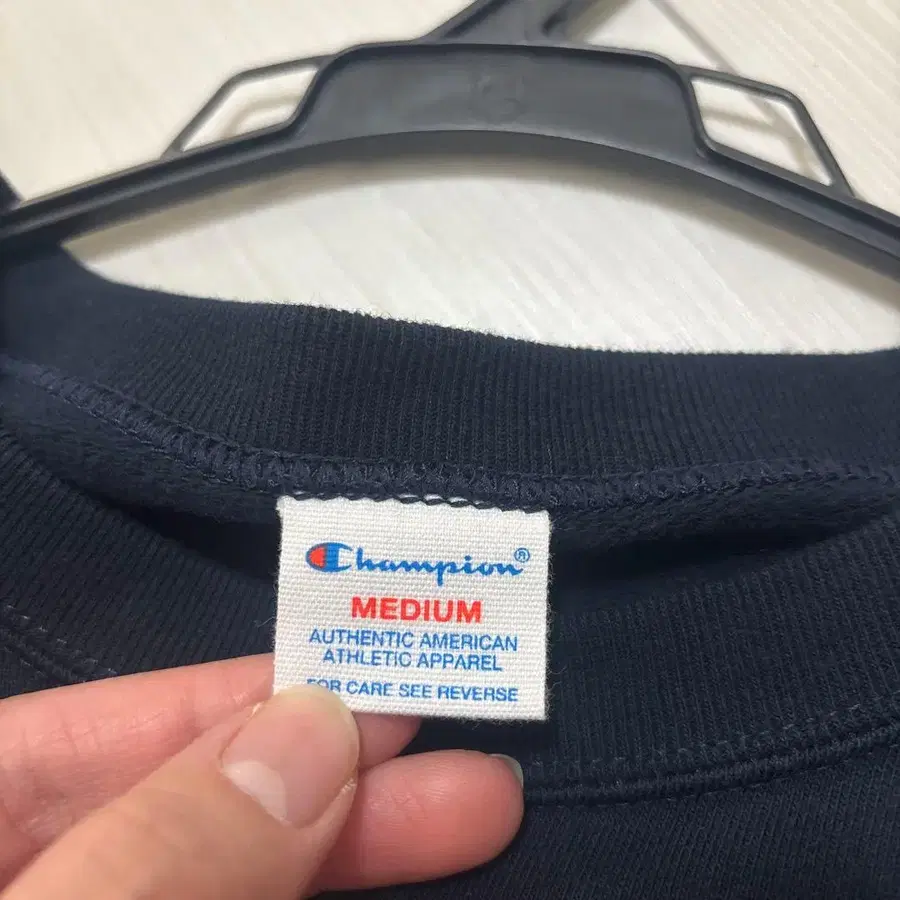 Champion®
MEDIUM
AUTHENTIC AMERICAN
ATHLETIC APPAREL
FOR CARE SEE REVERSE